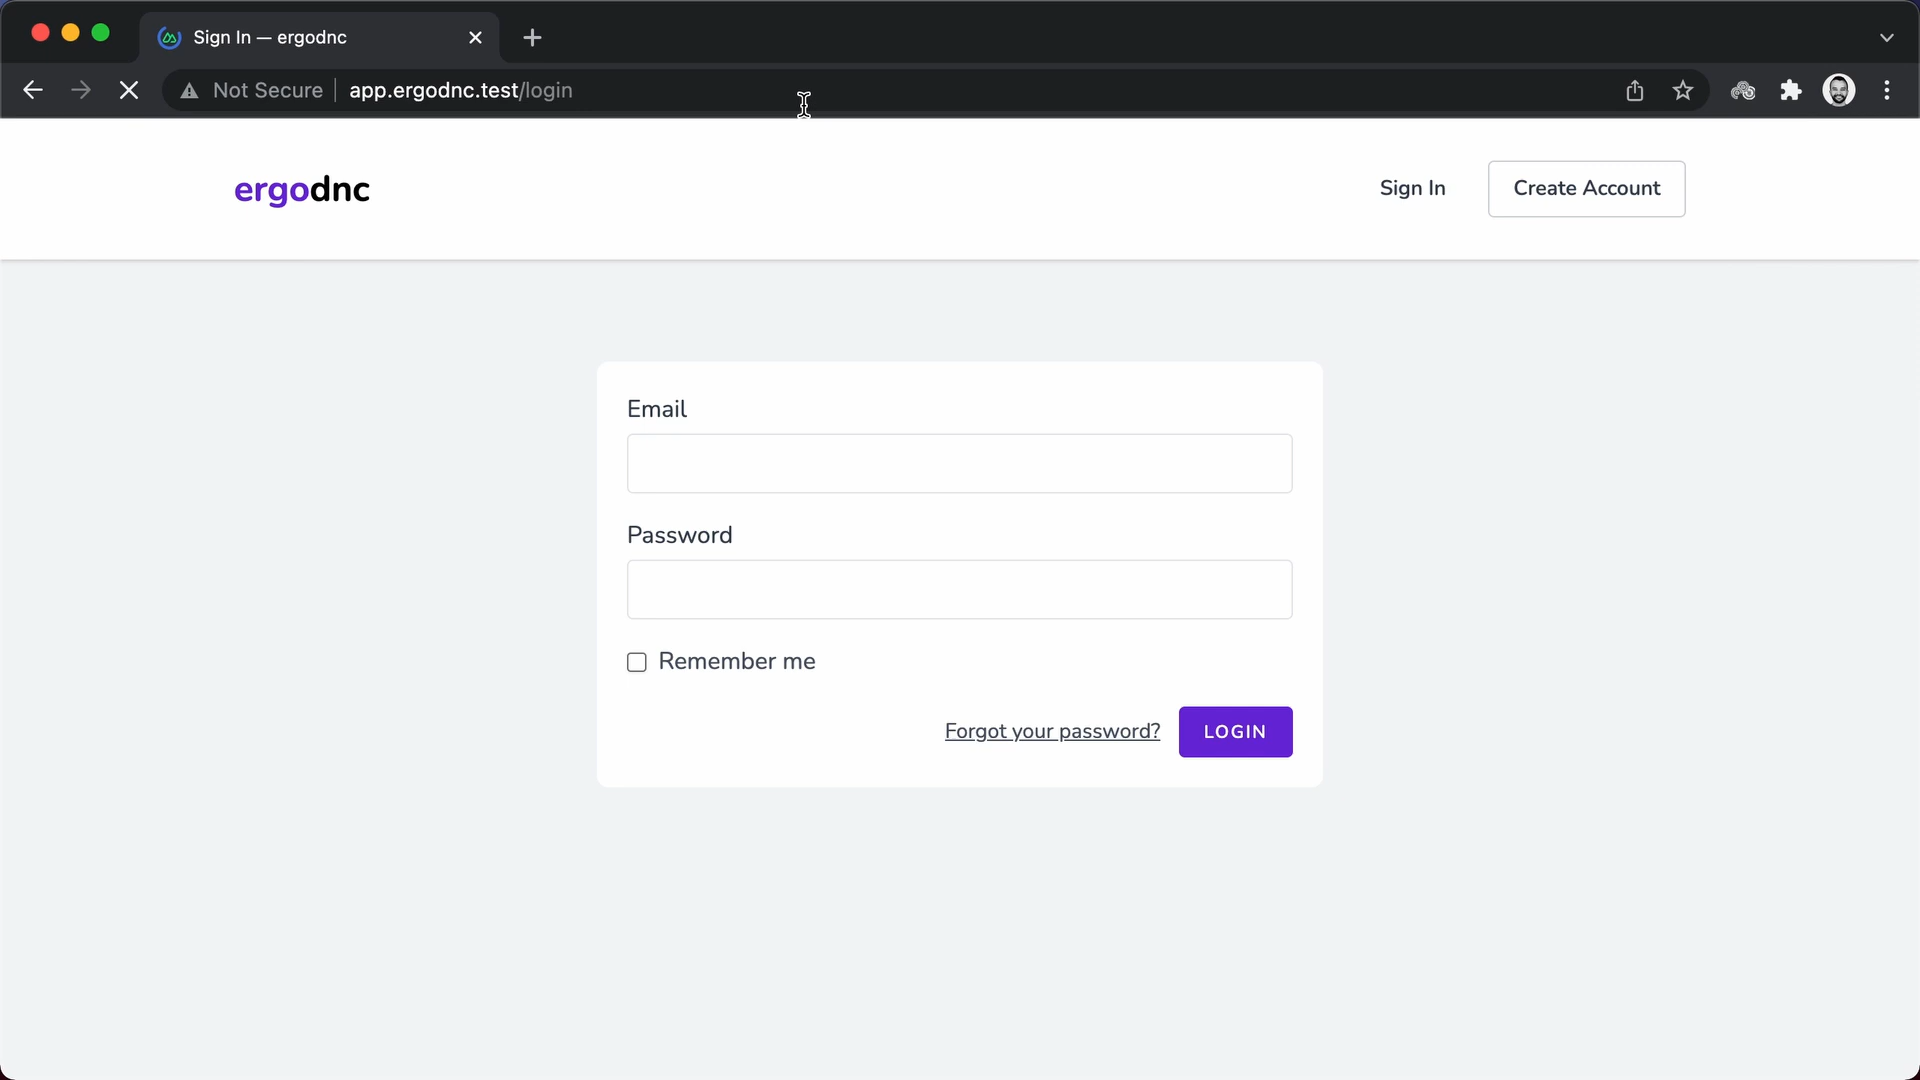 Sign In — ergodnc
Not Secure app.ergodnc.test/login
ergodnc
Sign In
Create Account
Email
Password
Remember me
Forgot your password?
LOGIN